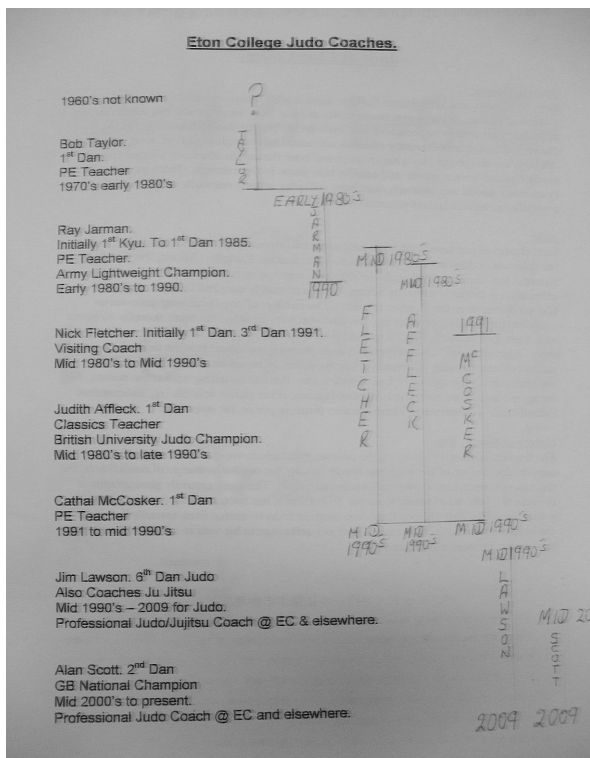 Eton College Judo Coaches.
1960's not known
?
Bob Taylor.
1st Dan.
PE Teacher
1970's early 1980's
TAYLOR
EARLY 1980's
Ray Jarman.
Initially 1st Kyu. To 1st Dan 1985.
PE Teacher.
Army Lightweight Champion.
Early 1980's to 1990.
JARMAN
1990
MID 1980's
MID 1980's
Nick Fletcher. Initially 1st Dan. 3rd Dan 1991.
Visiting Coach
Mid 1980's to Mid 1990's
FLETCHER
AFFLECK
1991
McCOSKER
Judith Affleck. 1st Dan
Classics Teacher
British University Judo Champion.
Mid 1980's to late 1990's
Cathal McCosker. 1st Dan
PE Teacher
1991 to mid 1990's
MID 1990's
MID 1990's
MID 1990's
MID 1990's
Jim Lawson. 6th Dan Judo
Also Coaches Ju Jitsu
Mid 1990's – 2009 for Judo.
Professional Judo/Jujitsu Coach @ EC & elsewhere.
LAWSON
MID 20
SCOTT
Alan Scott. 2nd Dan
GB National Champion
Mid 2000's to present.
Professional Judo Coach @ EC and elsewhere.
2009 2009